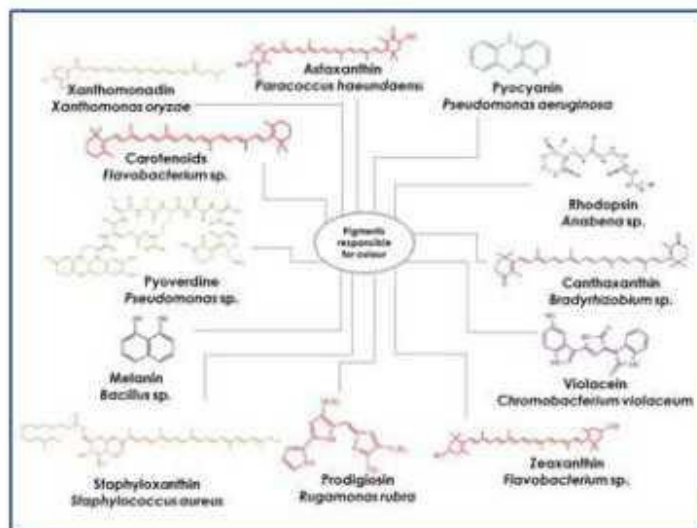 Xanthomonadin
Xanthomonas oryzae
Astaxanthin
Paracoccus haeundaensi
Pyocyanin
Pseudomonas aeruginosa
Carotenoids
Flavobacterium sp.
Rhodopsin
Anabena sp.
Pigments
responsible
for colour
Pyoverdine
Pseudomonas sp.
Canthaxanthin
Bradyrhizobium sp.
Melanin
Bacillus sp.
Violacein
Chromobacterium violaceum
Staphyloxanthin
Staphylococcus aureus
Prodigiosin
Rugamonas rubra
Zeaxanthin
Flavobacterium sp.